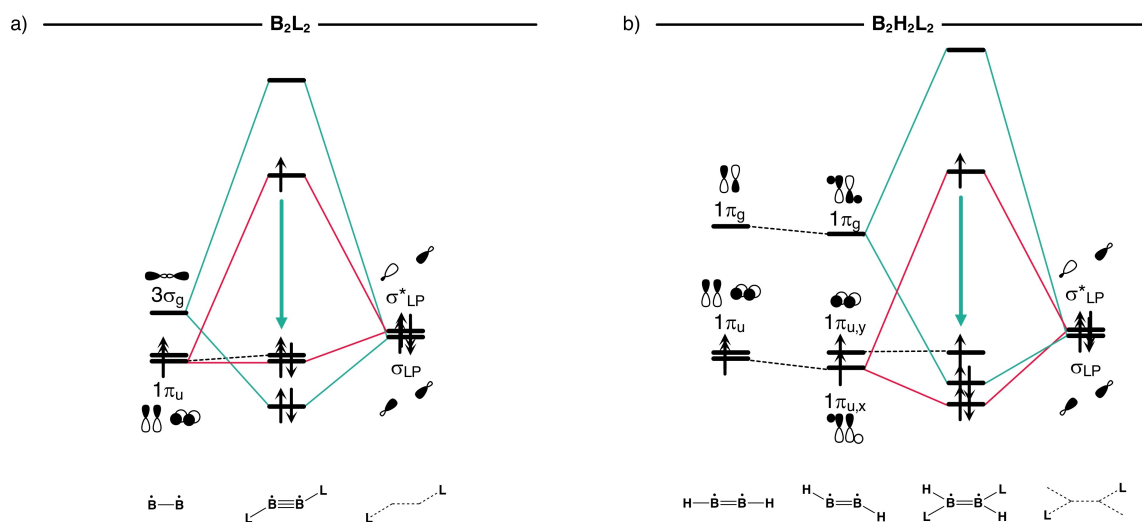 a)
B₂L₂
3σg
1πu
σ*LP
σLP
Ḃ—Ḃ
L Ḃ≡Ḃ L
L L
b)
B₂H₂L₂
1πg
1πg
1πu
1πu,y
1πu,x
σ*LP
σLP
H—Ḃ=Ḃ—H
H Ḃ=Ḃ H
H L
Ḃ=Ḃ
L H
L L